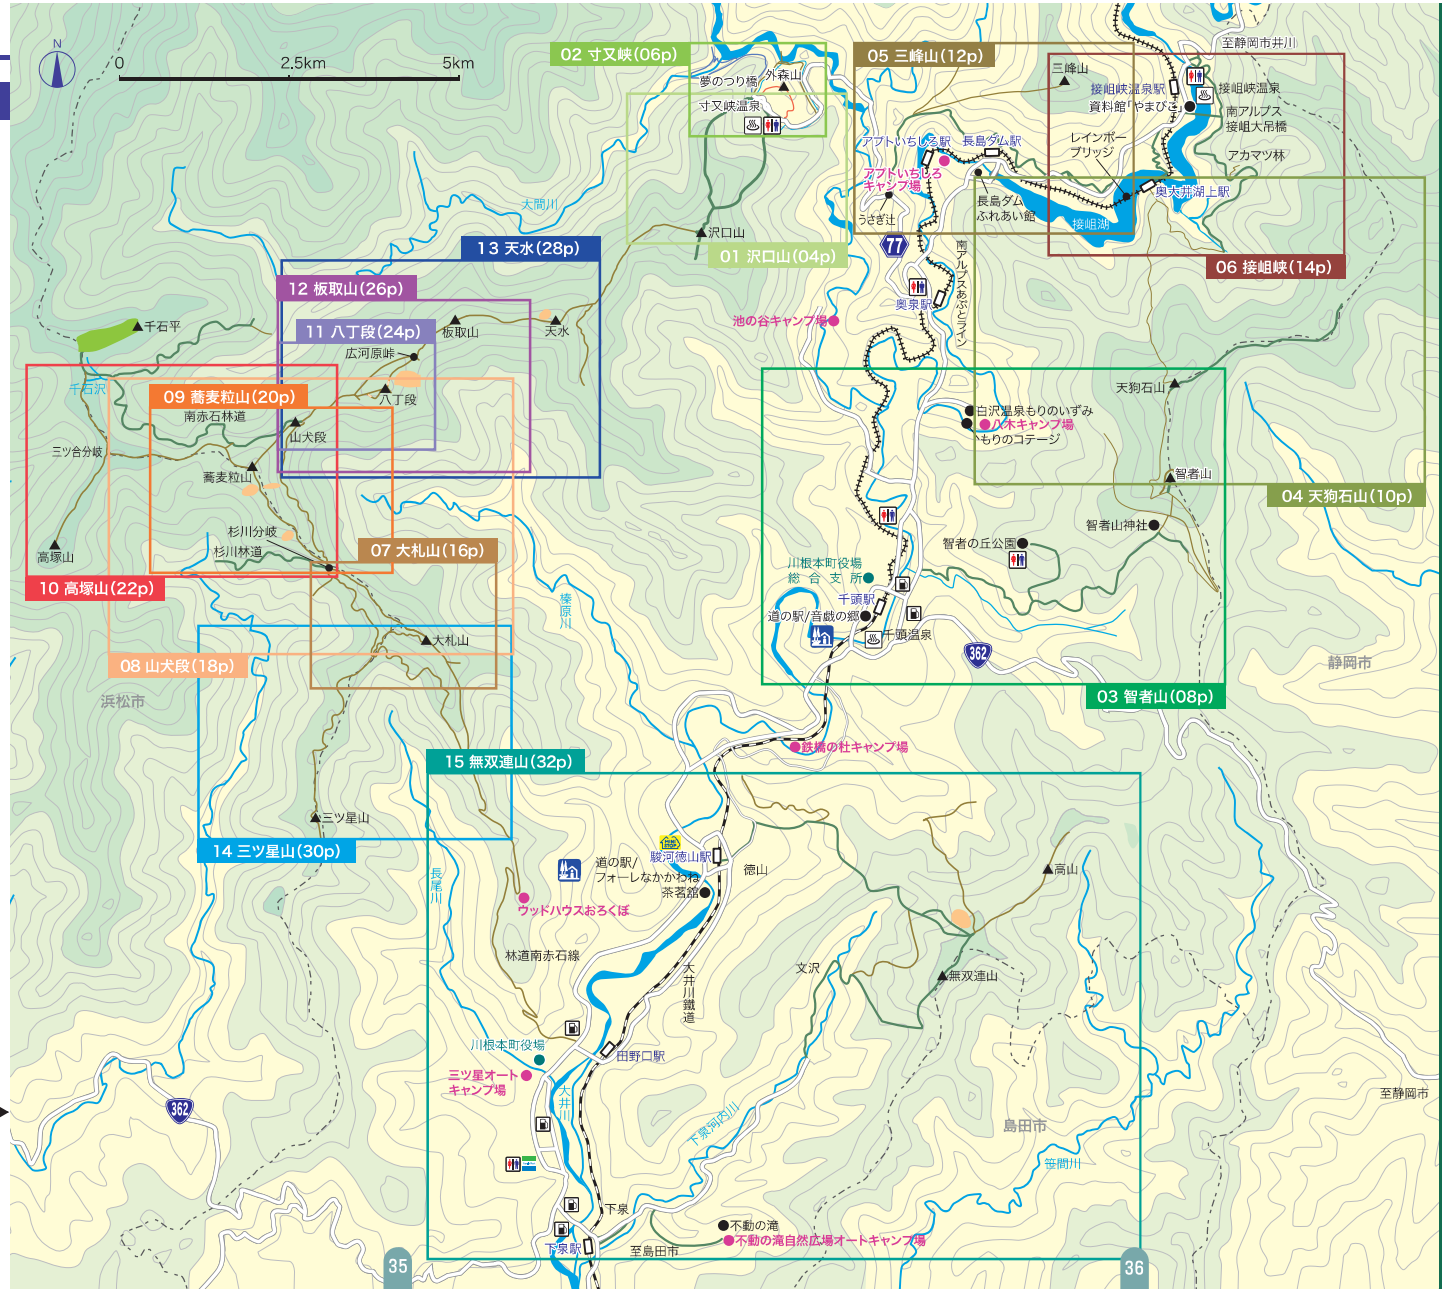 N
0
2.5km
5km
02 寸又峡(06p)
夢のつり橋
外森山
寸又峡温泉
05 三峰山(12p)
三峰山
至静岡市井川
接岨峡温泉駅
接岨峡温泉
資料館「やまびこ」
南アルプス
接岨大吊橋
レインボー
ブリッジ
アカマツ林
アプトいちしろ駅
長島ダム駅
アプトいちしろ
キャンプ場
うさぎ辻
長島ダム
ふれあい館
奥大井湖上駅
接岨湖
大間川
沢口山
01 沢口山(04p)
77
06 接岨峡(14p)
13 天水(28p)
12 板取山(26p)
11 八丁段(24p)
板取山
天水
広河原峠
八丁段
千石平
千石沢
南アルプスあぷとライン
奥泉駅
池の谷キャンプ場
09 蕎麦粒山(20p)
南赤石林道
山犬段
三ツ合分岐
蕎麦粒山
天狗石山
白沢温泉もりのいずみ
八木キャンプ場
もりのコテージ
智者山
04 天狗石山(10p)
高塚山
杉川分岐
杉川林道
07 大札山(16p)
10 高塚山(22p)
智者山神社
智者の丘公園
川根本町役場
総合支所
千頭駅
道の駅/音戯の郷
千頭温泉
362
榛原川
大札山
08 山犬段(18p)
浜松市
静岡市
03 智者山(08p)
鉄橋の杜キャンプ場
15 無双連山(32p)
三ツ星山
14 三ツ星山(30p)
長尾川
道の駅/
フォーレなかかわね
茶茗舘
駿河徳山駅
徳山
高山
ウッドハウスおろくぼ
林道南赤石線
大井川鐵道
文沢
無双連山
川根本町役場
田野口駅
三ツ星オート
キャンプ場
大井川
362
下泉河内川
島田市
至静岡市
笹間川
下泉
不動の滝
不動の滝自然広場オートキャンプ場
下泉駅
至島田市
35
36